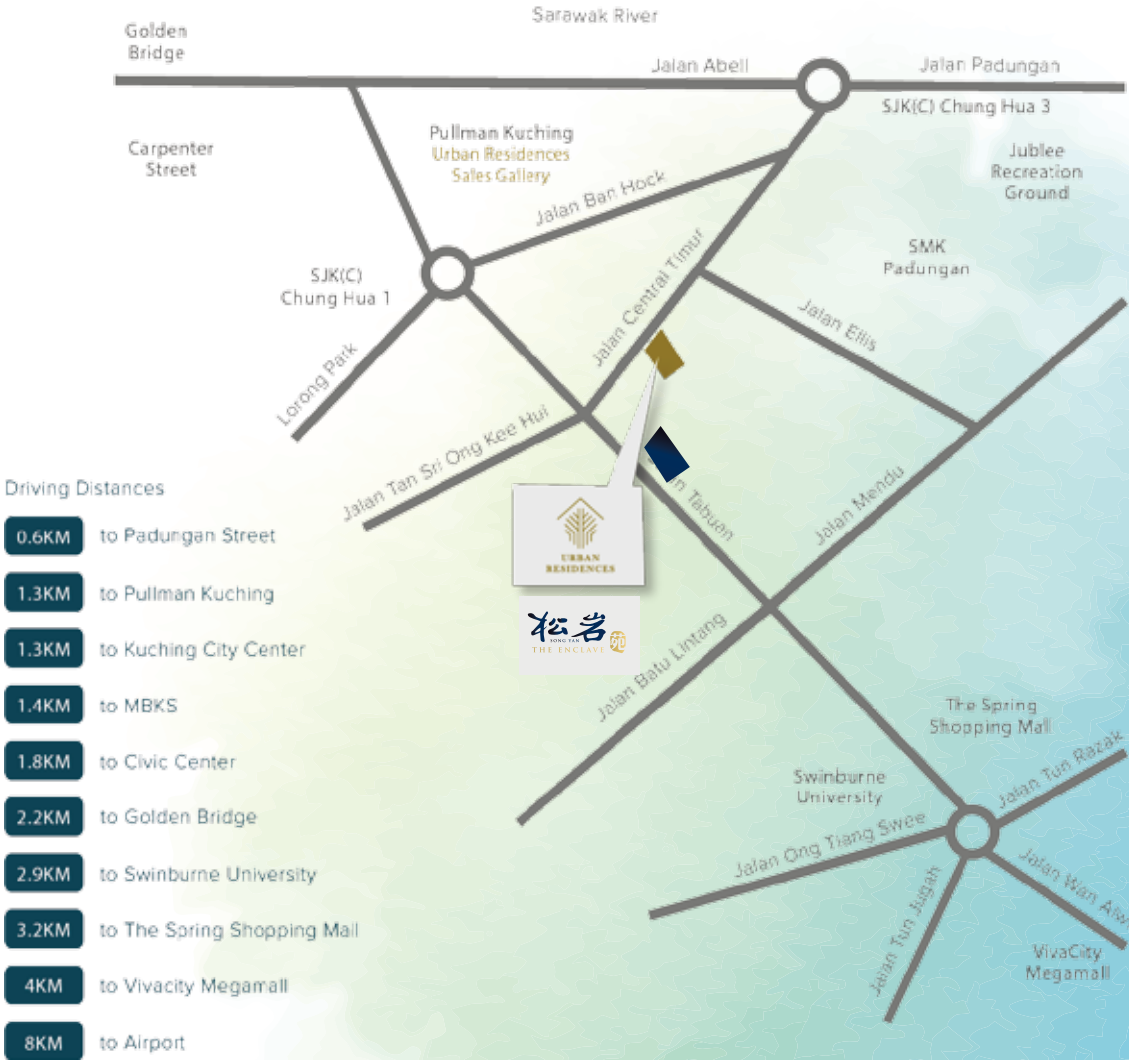 Sarawak River
Golden
Bridge
Jalan Abell
Jalan Padungan
SJK(C) Chung Hua 3
Carpenter
Street
Pullman Kuching
Urban Residences
Sales Gallery
Jublee
Recreation
Ground
Jalan Ban Hock
SMK
Padungan
SJK(C)
Chung Hua 1
Jalan Central Timur
Jalan Ellis
Lorong Park
Jalan Tan Sri Ong Kee Hui
Tabuan
Jalan Mendu
URBAN
RESIDENCES
松岩
SONG YAN
苑
THE ENCLAVE
Jalan Batu Lintang
The Spring
Shopping Mall
Jalan Tun Razak
Swinburne
University
Jalan Ong Tiang Swee
Jalan Wan
Jalan Tun Jugah
VivaCity
Megamall
Driving Distances
0.6KM to Padungan Street
1.3KM to Pullman Kuching
1.3KM to Kuching City Center
1.4KM to MBKS
1.8KM to Civic Center
2.2KM to Golden Bridge
2.9KM to Swinburne University
3.2KM to The Spring Shopping Mall
4KM to Vivacity Megamall
8KM to Airport